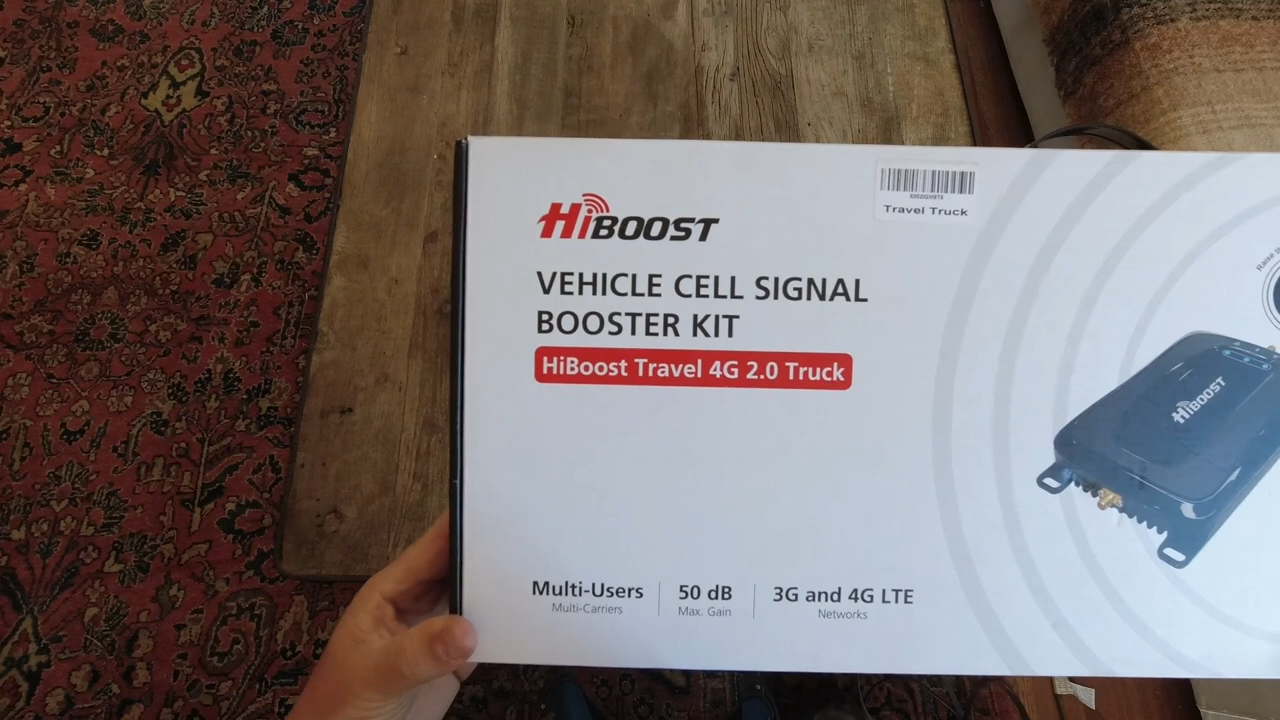 HiBOOST
Travel Truck
VEHICLE CELL SIGNAL
BOOSTER KIT
HiBoost Travel 4G 2.0 Truck
HiBOOST
Multi-Users
Multi-Carriers
50 dB
Max. Gain
3G and 4G LTE
Networks